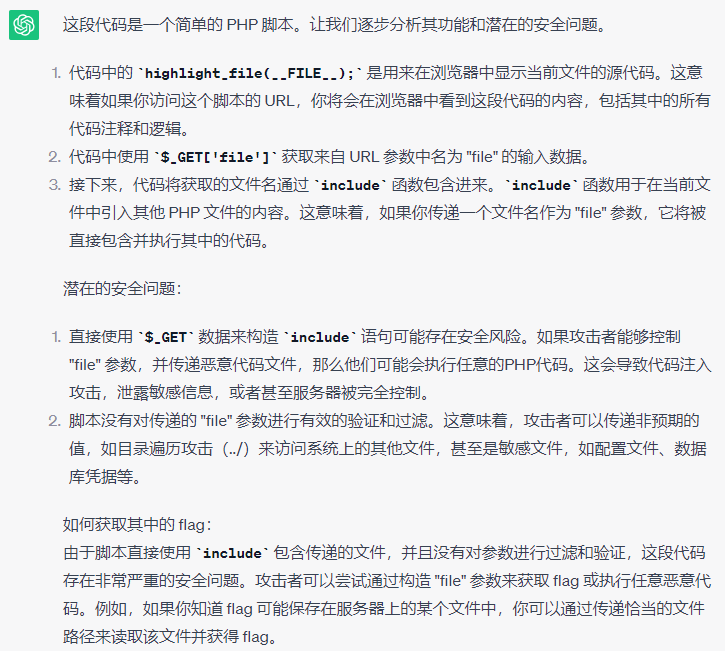 这段代码是一个简单的 PHP 脚本。让我们逐步分析其功能和潜在的安全问题。
1. 代码中的 `highlight_file(__FILE__);` 是用来在浏览器中显示当前文件的源代码。这意
味着如果你访问这个脚本的 URL，你将会在浏览器中看到这段代码的内容，包括其中的所有
代码注释和逻辑。
2. 代码中使用 `$_GET['file']` 获取来自 URL 参数中名为 "file" 的输入数据。
3. 接下来，代码将获取的文件名通过 `include` 函数包含进来。`include` 函数用于在当前文
件中引入其他 PHP 文件的内容。这意味着，如果你传递一个文件名作为 "file" 参数，它将被
直接包含并执行其中的代码。
潜在的安全问题：
1. 直接使用 `$_GET` 数据来构造 `include` 语句可能存在安全风险。如果攻击者能够控制
"file" 参数，并传递恶意代码文件，那么他们可能会执行任意的PHP代码。这会导致代码注入
攻击，泄露敏感信息，或者甚至服务器被完全控制。
2. 脚本没有对传递的 "file" 参数进行有效的验证和过滤。这意味着，攻击者可以传递非预期的
值，如目录遍历攻击（../）来访问系统上的其他文件，甚至是敏感文件，如配置文件、数据
库凭据等。
如何获取其中的 flag：
由于脚本直接使用 `include` 包含传递的文件，并且没有对参数进行过滤和验证，这段代码
存在非常严重的安全问题。攻击者可以尝试通过构造 "file" 参数来获取 flag 或执行任意恶意代
码。例如，如果你知道 flag 可能保存在服务器上的某个文件中，你可以通过传递恰当的文件
路径来读取该文件并获得 flag。